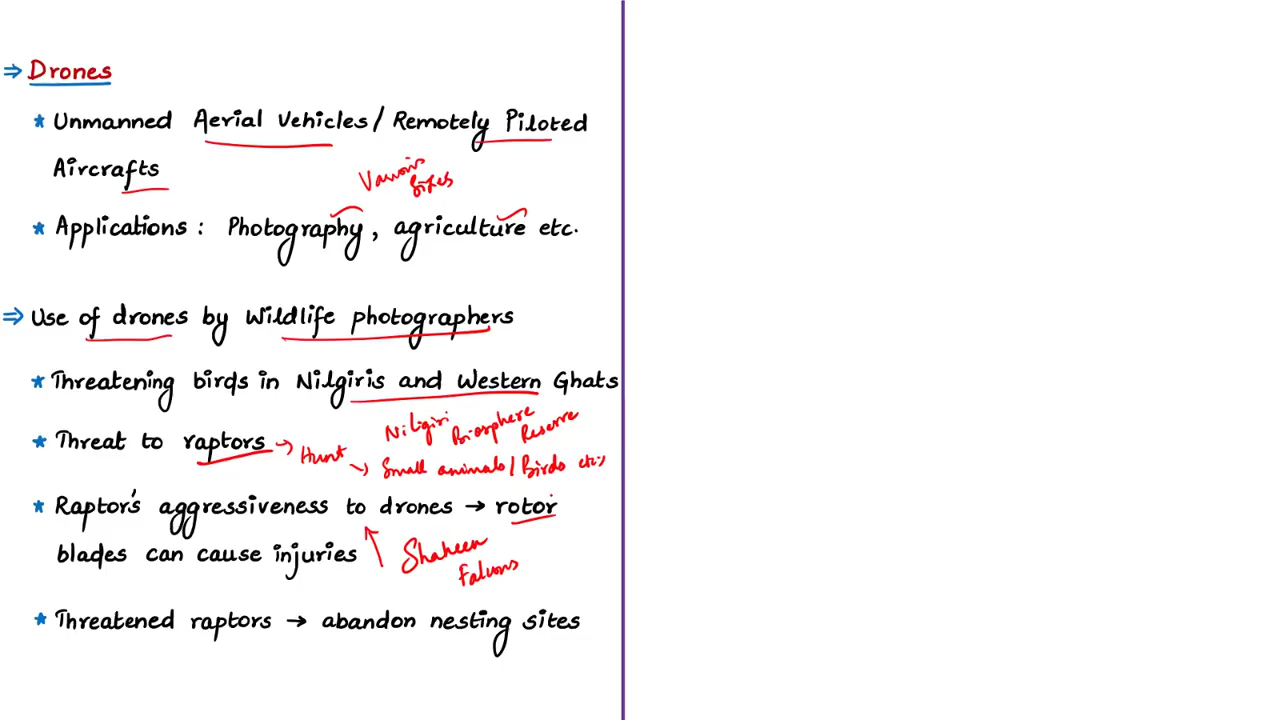 ⇒ Drones
* Unmanned Aerial Vehicles / Remotely Piloted
Aircrafts
Various
Sizes
* Applications : Photography, agriculture etc.
⇒ Use of drones by Wildlife photographers
* Threatening birds in Nilgiris and Western Ghats
* Threat to raptors → Hunt
Niligiri Biosphere Reserve
→ Small animals / Birds etc
* Raptor's aggressiveness to drones → rotor
blades can cause injuries
Shaheen
Falcons
* Threatened raptors → abandon nesting sites